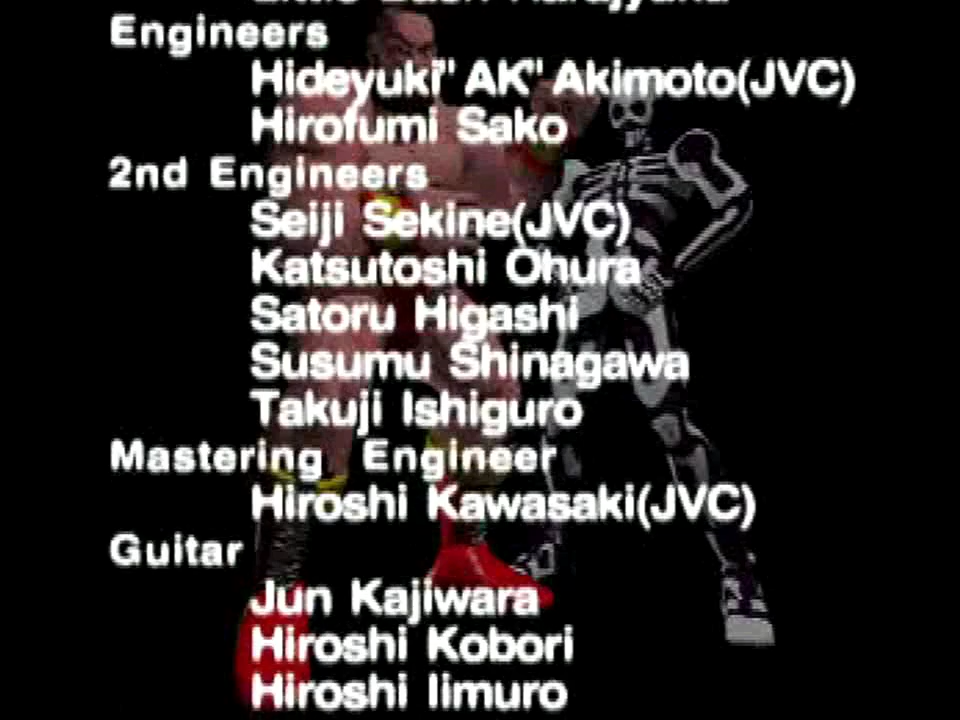 Engineers
Hideyuki"AK"Akimoto(JVC)
Hirofumi Sako
2nd Engineers
Seiji Sekine(JVC)
Katsutoshi Ohura
Satoru Higashi
Susumu Shinagawa
Takuji Ishiguro
Mastering Engineer
Hiroshi Kawasaki(JVC)
Guitar
Jun Kajiwara
Hiroshi Kobori
Hiroshi Iimuro